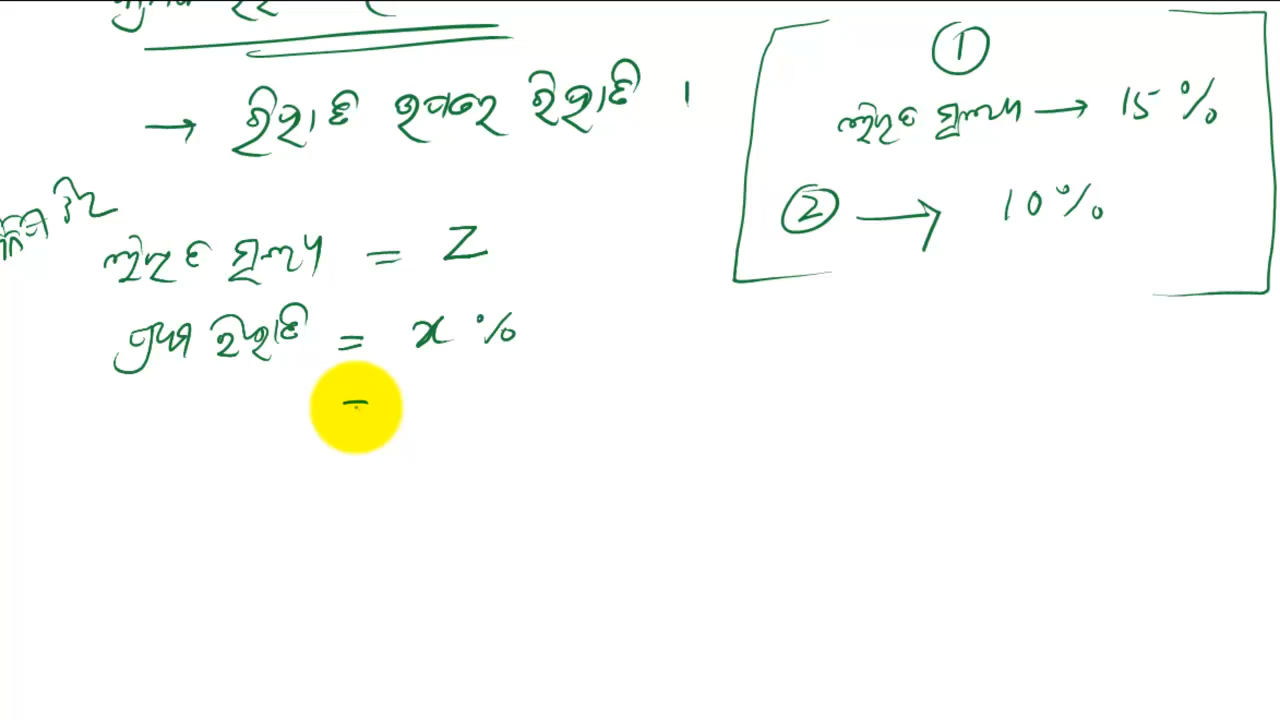 → ରିହାତି ଉପରେ ରିହାତି ।
ଲିଖିତ ମୂଲ୍ୟ = Z
ପ୍ରଥମ ରିହାତି = x %
=
①
ଲିଖିତ ମୂଲ୍ୟ → 15 %
② → 10 %